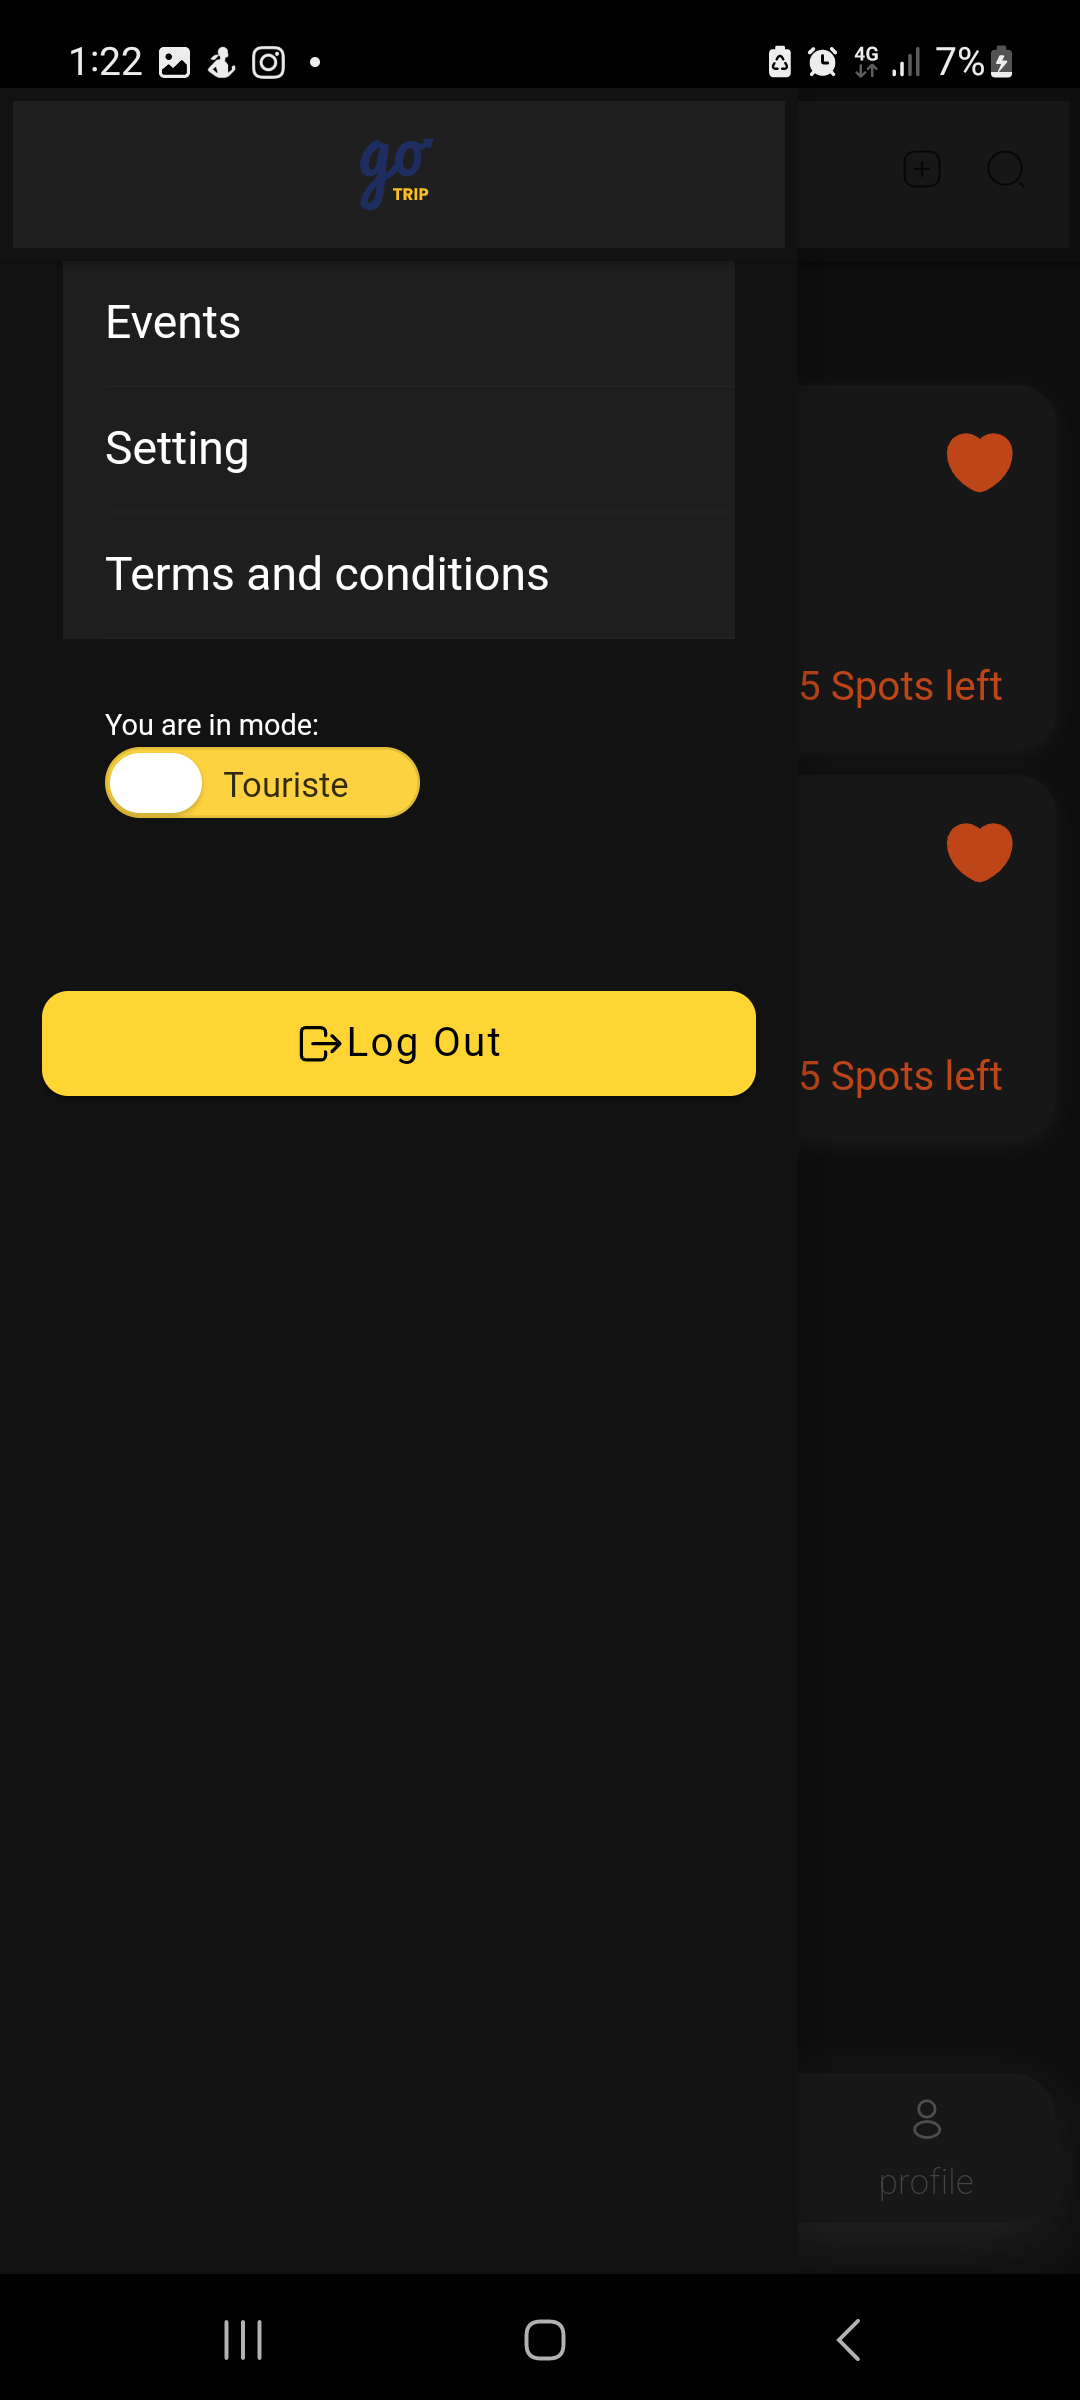 1:22
4G
7%
go
TRIP
Events
Setting
Terms and conditions
5 Spots left
You are in mode:
Touriste
Log Out
5 Spots left
profile